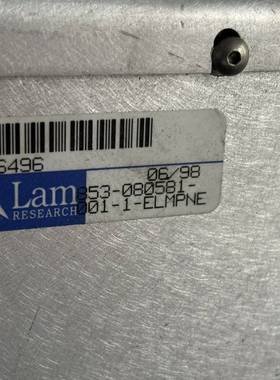 6496
06/98
Lam
RESEARCH
853-080581-
001-1-ELMPNE